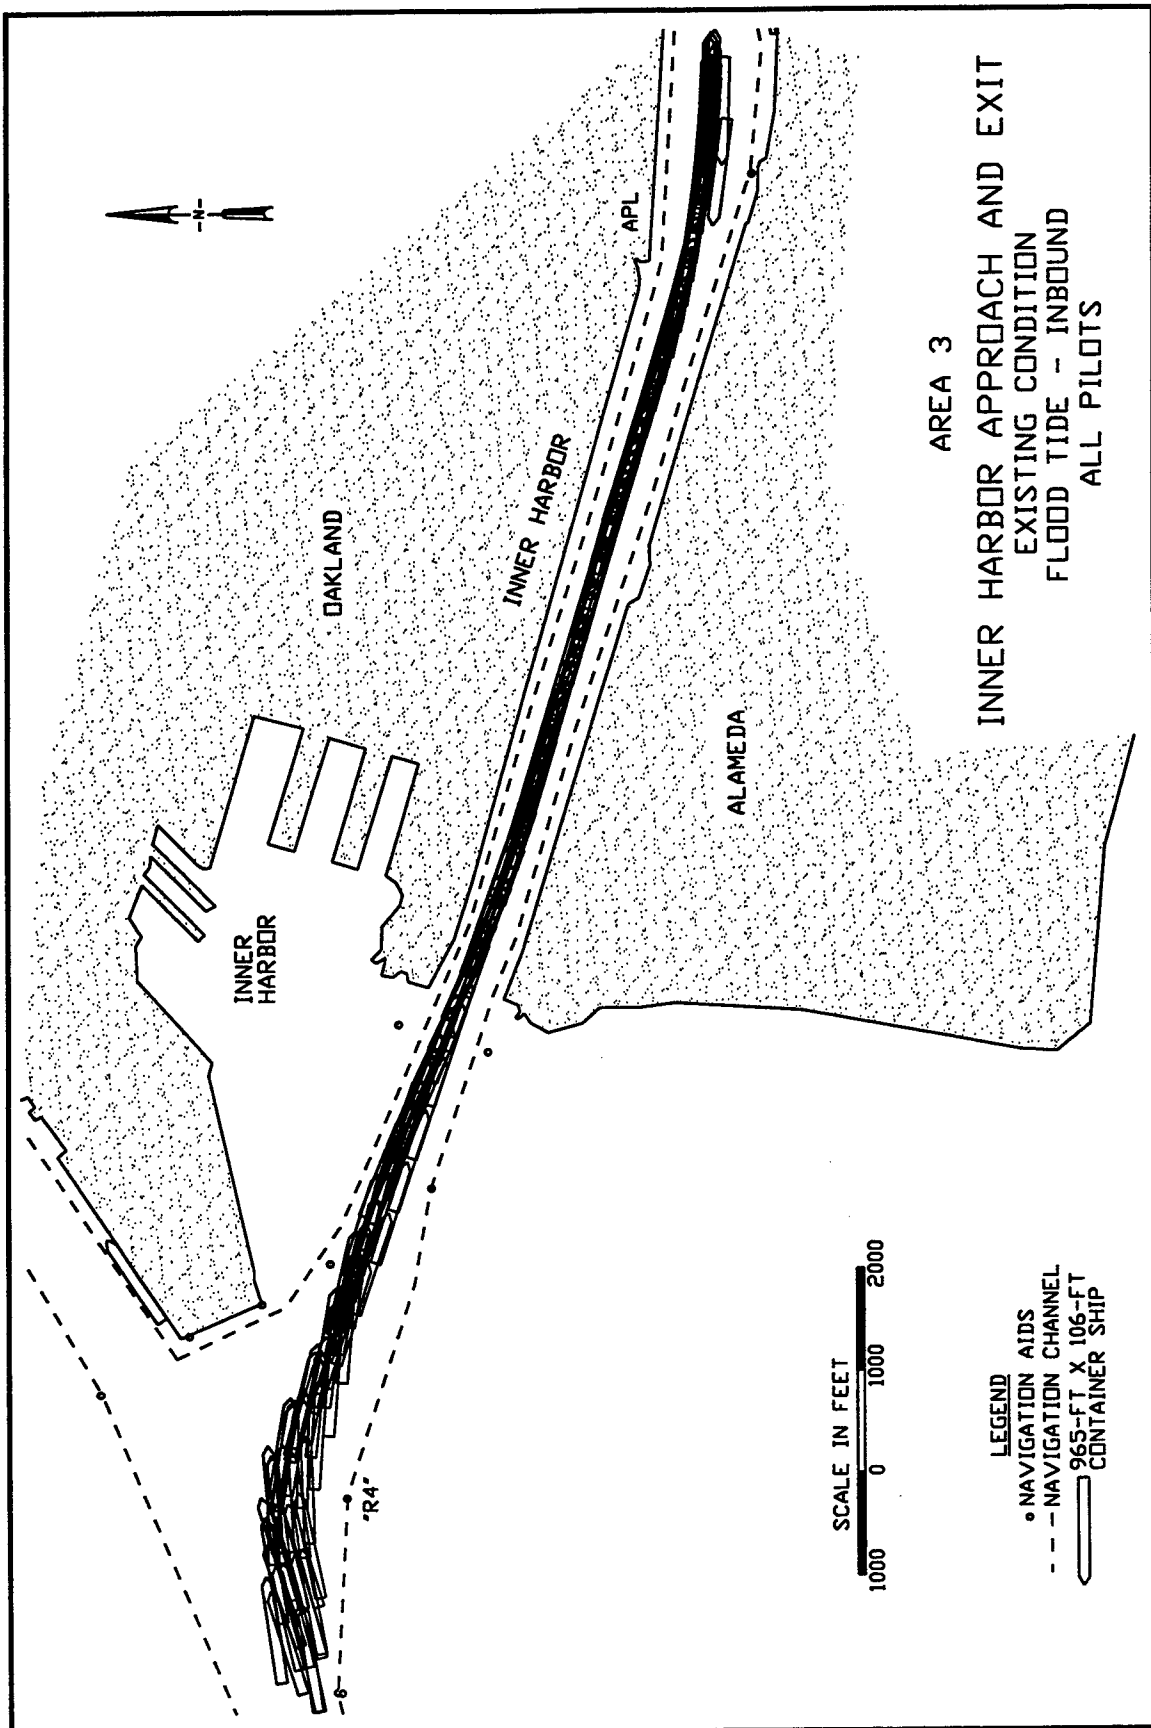 -N-
APL
OAKLAND
INNER HARBOR
INNER
HARBOR
ALAMEDA
"R4"
6
AREA 3
INNER HARBOR APPROACH AND EXIT
EXISTING CONDITION
FLOOD TIDE - INBOUND
ALL PILOTS
SCALE IN FEET
1000 0 1000 2000
LEGEND
NAVIGATION AIDS
NAVIGATION CHANNEL
965-FT X 106-FT
CONTAINER SHIP